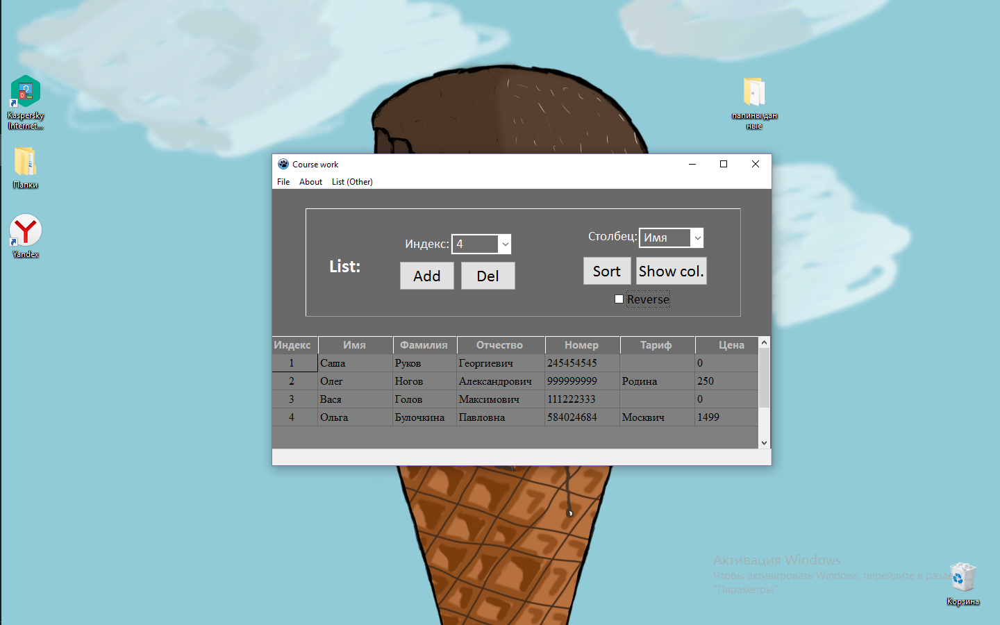 Kaspersky
Internet...
Папки
Yandex
папины дан
ные
Course work
File About List (Other)
List:
Индекс: 4
Add Del
Столбец: Имя
Sort Show col.
Reverse
Индекс Имя Фамилия Отчество Номер Тариф Цена
1 Саша Руков Георгиевич 245454545 0
2 Олег Ногов Александрович 999999999 Родина 250
3 Вася Голов Максимович 111222333 0
4 Ольга Булочкина Павловна 584024684 Москвич 1499
Активация Windows
Чтобы активировать Windows, перейдите в разде
"Параметры".
Корзина